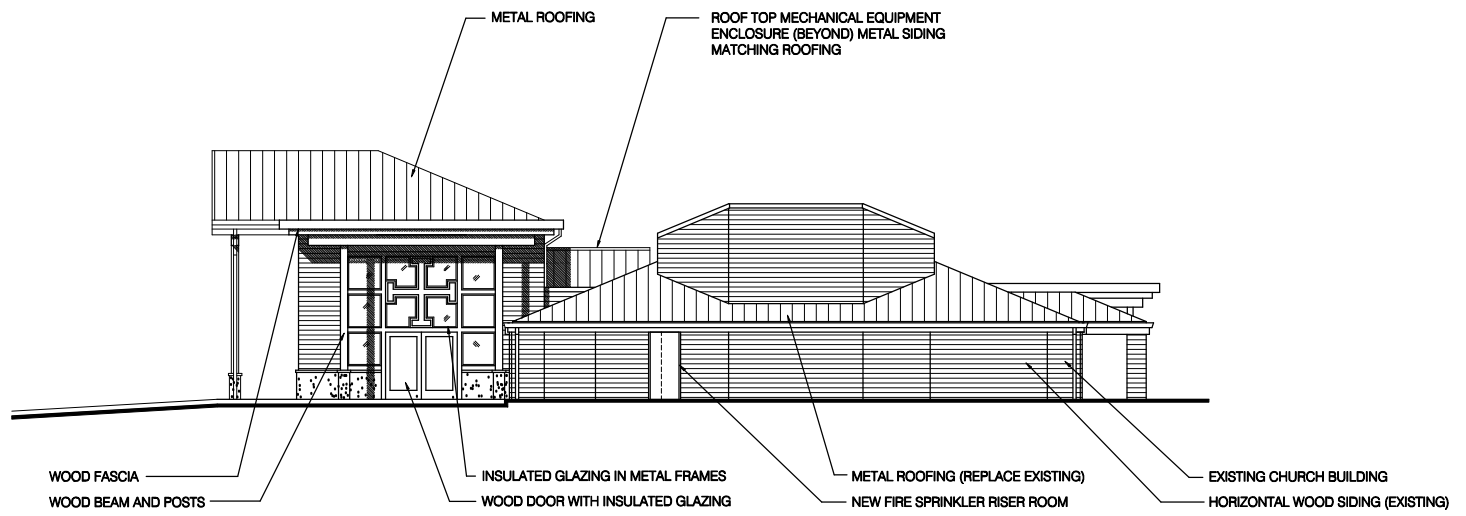 METAL ROOFING
ROOF TOP MECHANICAL EQUIPMENT
ENCLOSURE (BEYOND) METAL SIDING
MATCHING ROOFING
WOOD FASCIA
WOOD BEAM AND POSTS
INSULATED GLAZING IN METAL FRAMES
WOOD DOOR WITH INSULATED GLAZING
METAL ROOFING (REPLACE EXISTING)
NEW FIRE SPRINKLER RISER ROOM
EXISTING CHURCH BUILDING
HORIZONTAL WOOD SIDING (EXISTING)